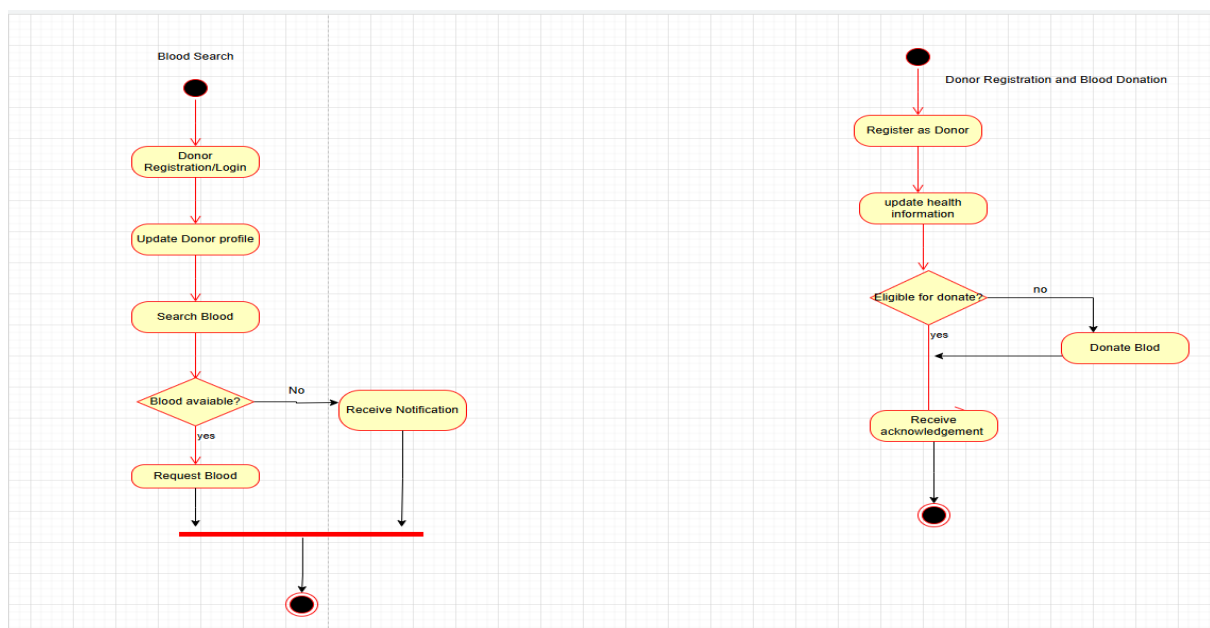 Blood Search
Donor
Registration/Login
Update Donor profile
Search Blood
Blood avaiable?
No
Receive Notification
yes
Request Blood
Donor Registration and Blood Donation
Register as Donor
update health
information
Eligible for donate?
no
yes
Donate Blod
Receive
acknowledgement